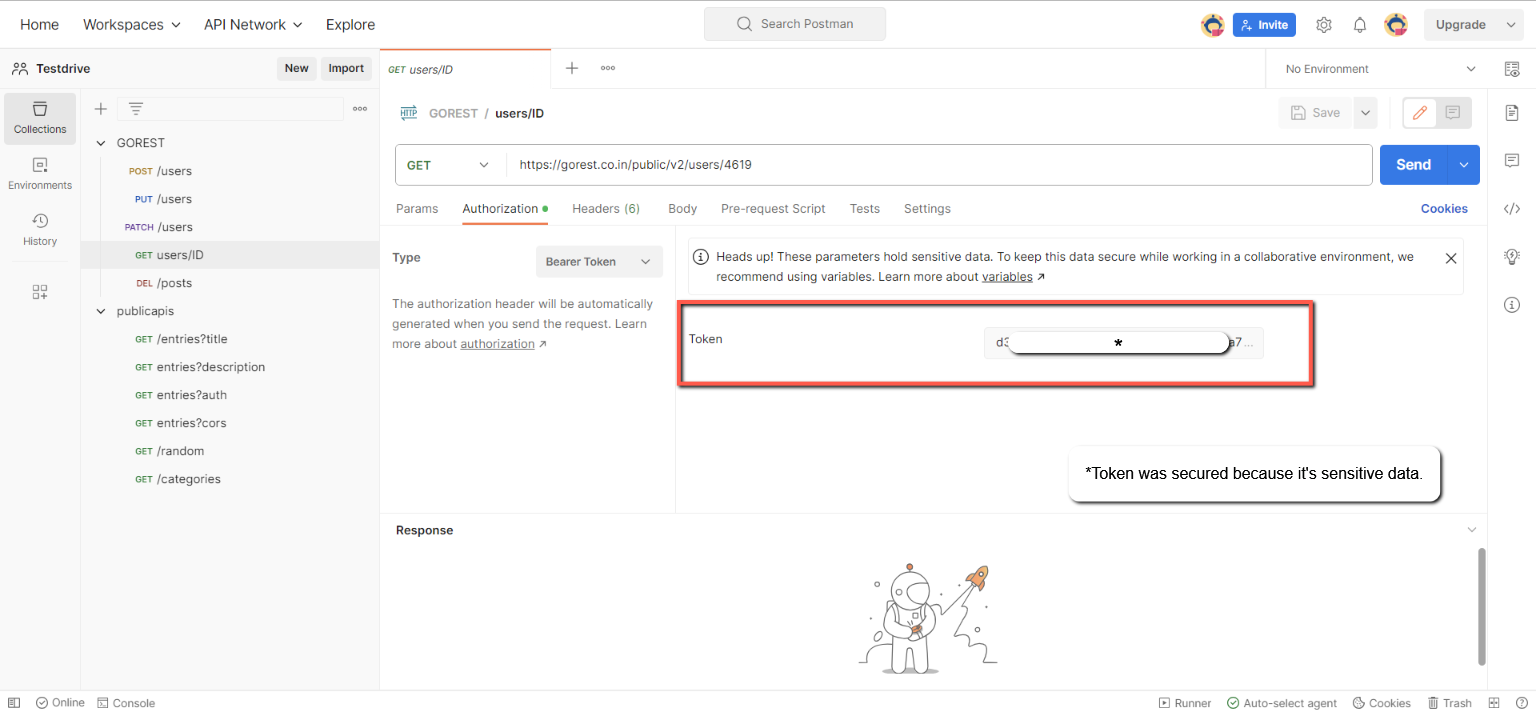 Home Workspaces API Network Explore Search Postman Invite Upgrade
Testdrive New Import GET users/ID No Environment
Collections
Environments
History
GOREST
POST /users
PUT /users
PATCH /users
GET users/ID
DEL /posts
publicapis
GET /entries?title
GET entries?description
GET entries?auth
GET entries?cors
GET /random
GET /categories
HTTP GOREST / users/ID Save
GET https://gorest.co.in/public/v2/users/4619 Send
Params Authorization Headers (6) Body Pre-request Script Tests Settings Cookies
Type Bearer Token
The authorization header will be automatically
generated when you send the request. Learn
more about authorization ↗
Heads up! These parameters hold sensitive data. To keep this data secure while working in a collaborative environment, we
recommend using variables. Learn more about variables ↗
Token d3 * a7...
*Token was secured because it's sensitive data.
Response
Online Console Runner Auto-select agent Cookies Trash